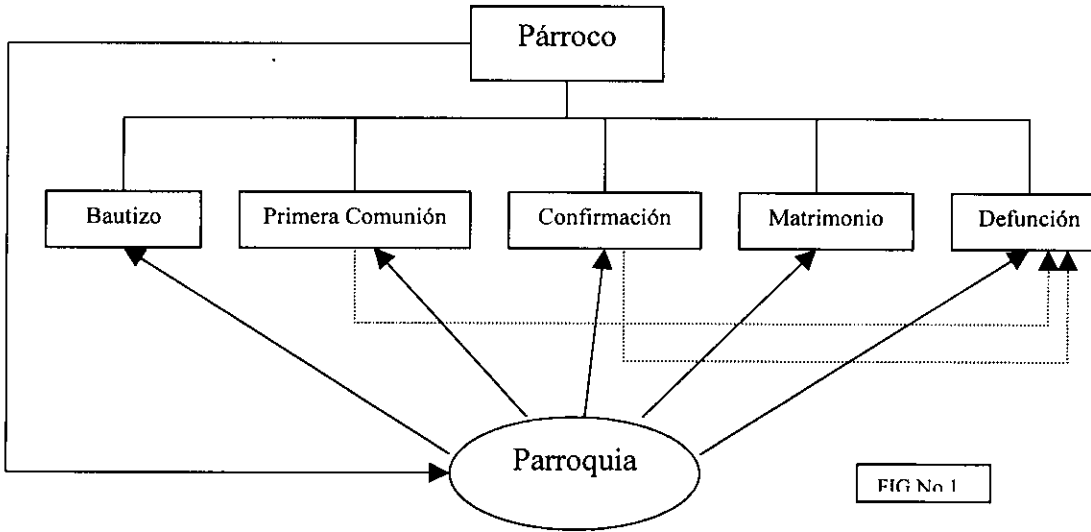 Párroco
Bautizo
Primera Comunión
Confirmación
Matrimonio
Defunción
Parroquia
FIG No 1